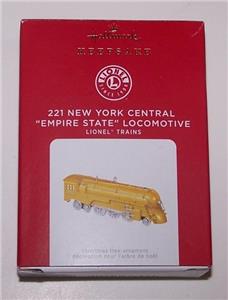 Hallmark
KEEPSAKE
LIONEL
L
221 NEW YORK CENTRAL
"EMPIRE STATE" LOCOMOTIVE
LIONEL® TRAINS
christmas tree ornament
décoration pour l'arbre de noël